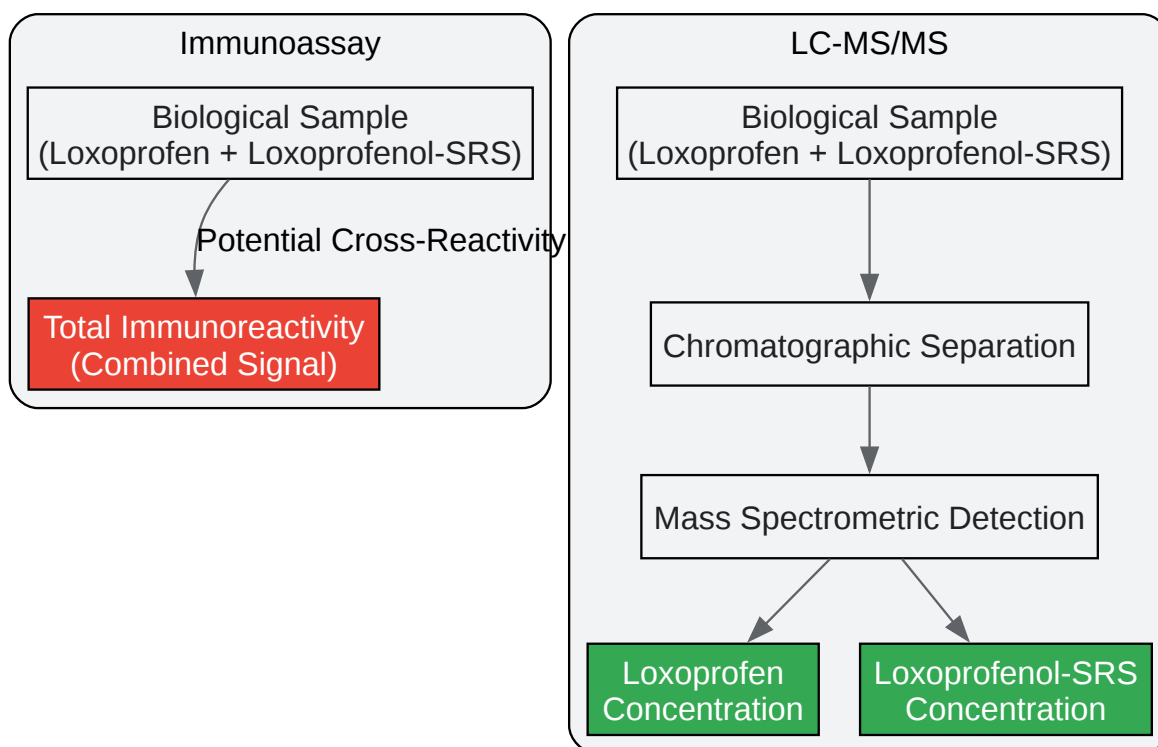 Immunoassay
Biological Sample
(Loxoprofen + Loxoprofenol-SRS)
Potential Cross-Reactivity
Total Immunoreactivity
(Combined Signal)
LC-MS/MS
Biological Sample
(Loxoprofen + Loxoprofenol-SRS)
Chromatographic Separation
Mass Spectrometric Detection
Loxoprofen
Concentration
Loxoprofenol-SRS
Concentration